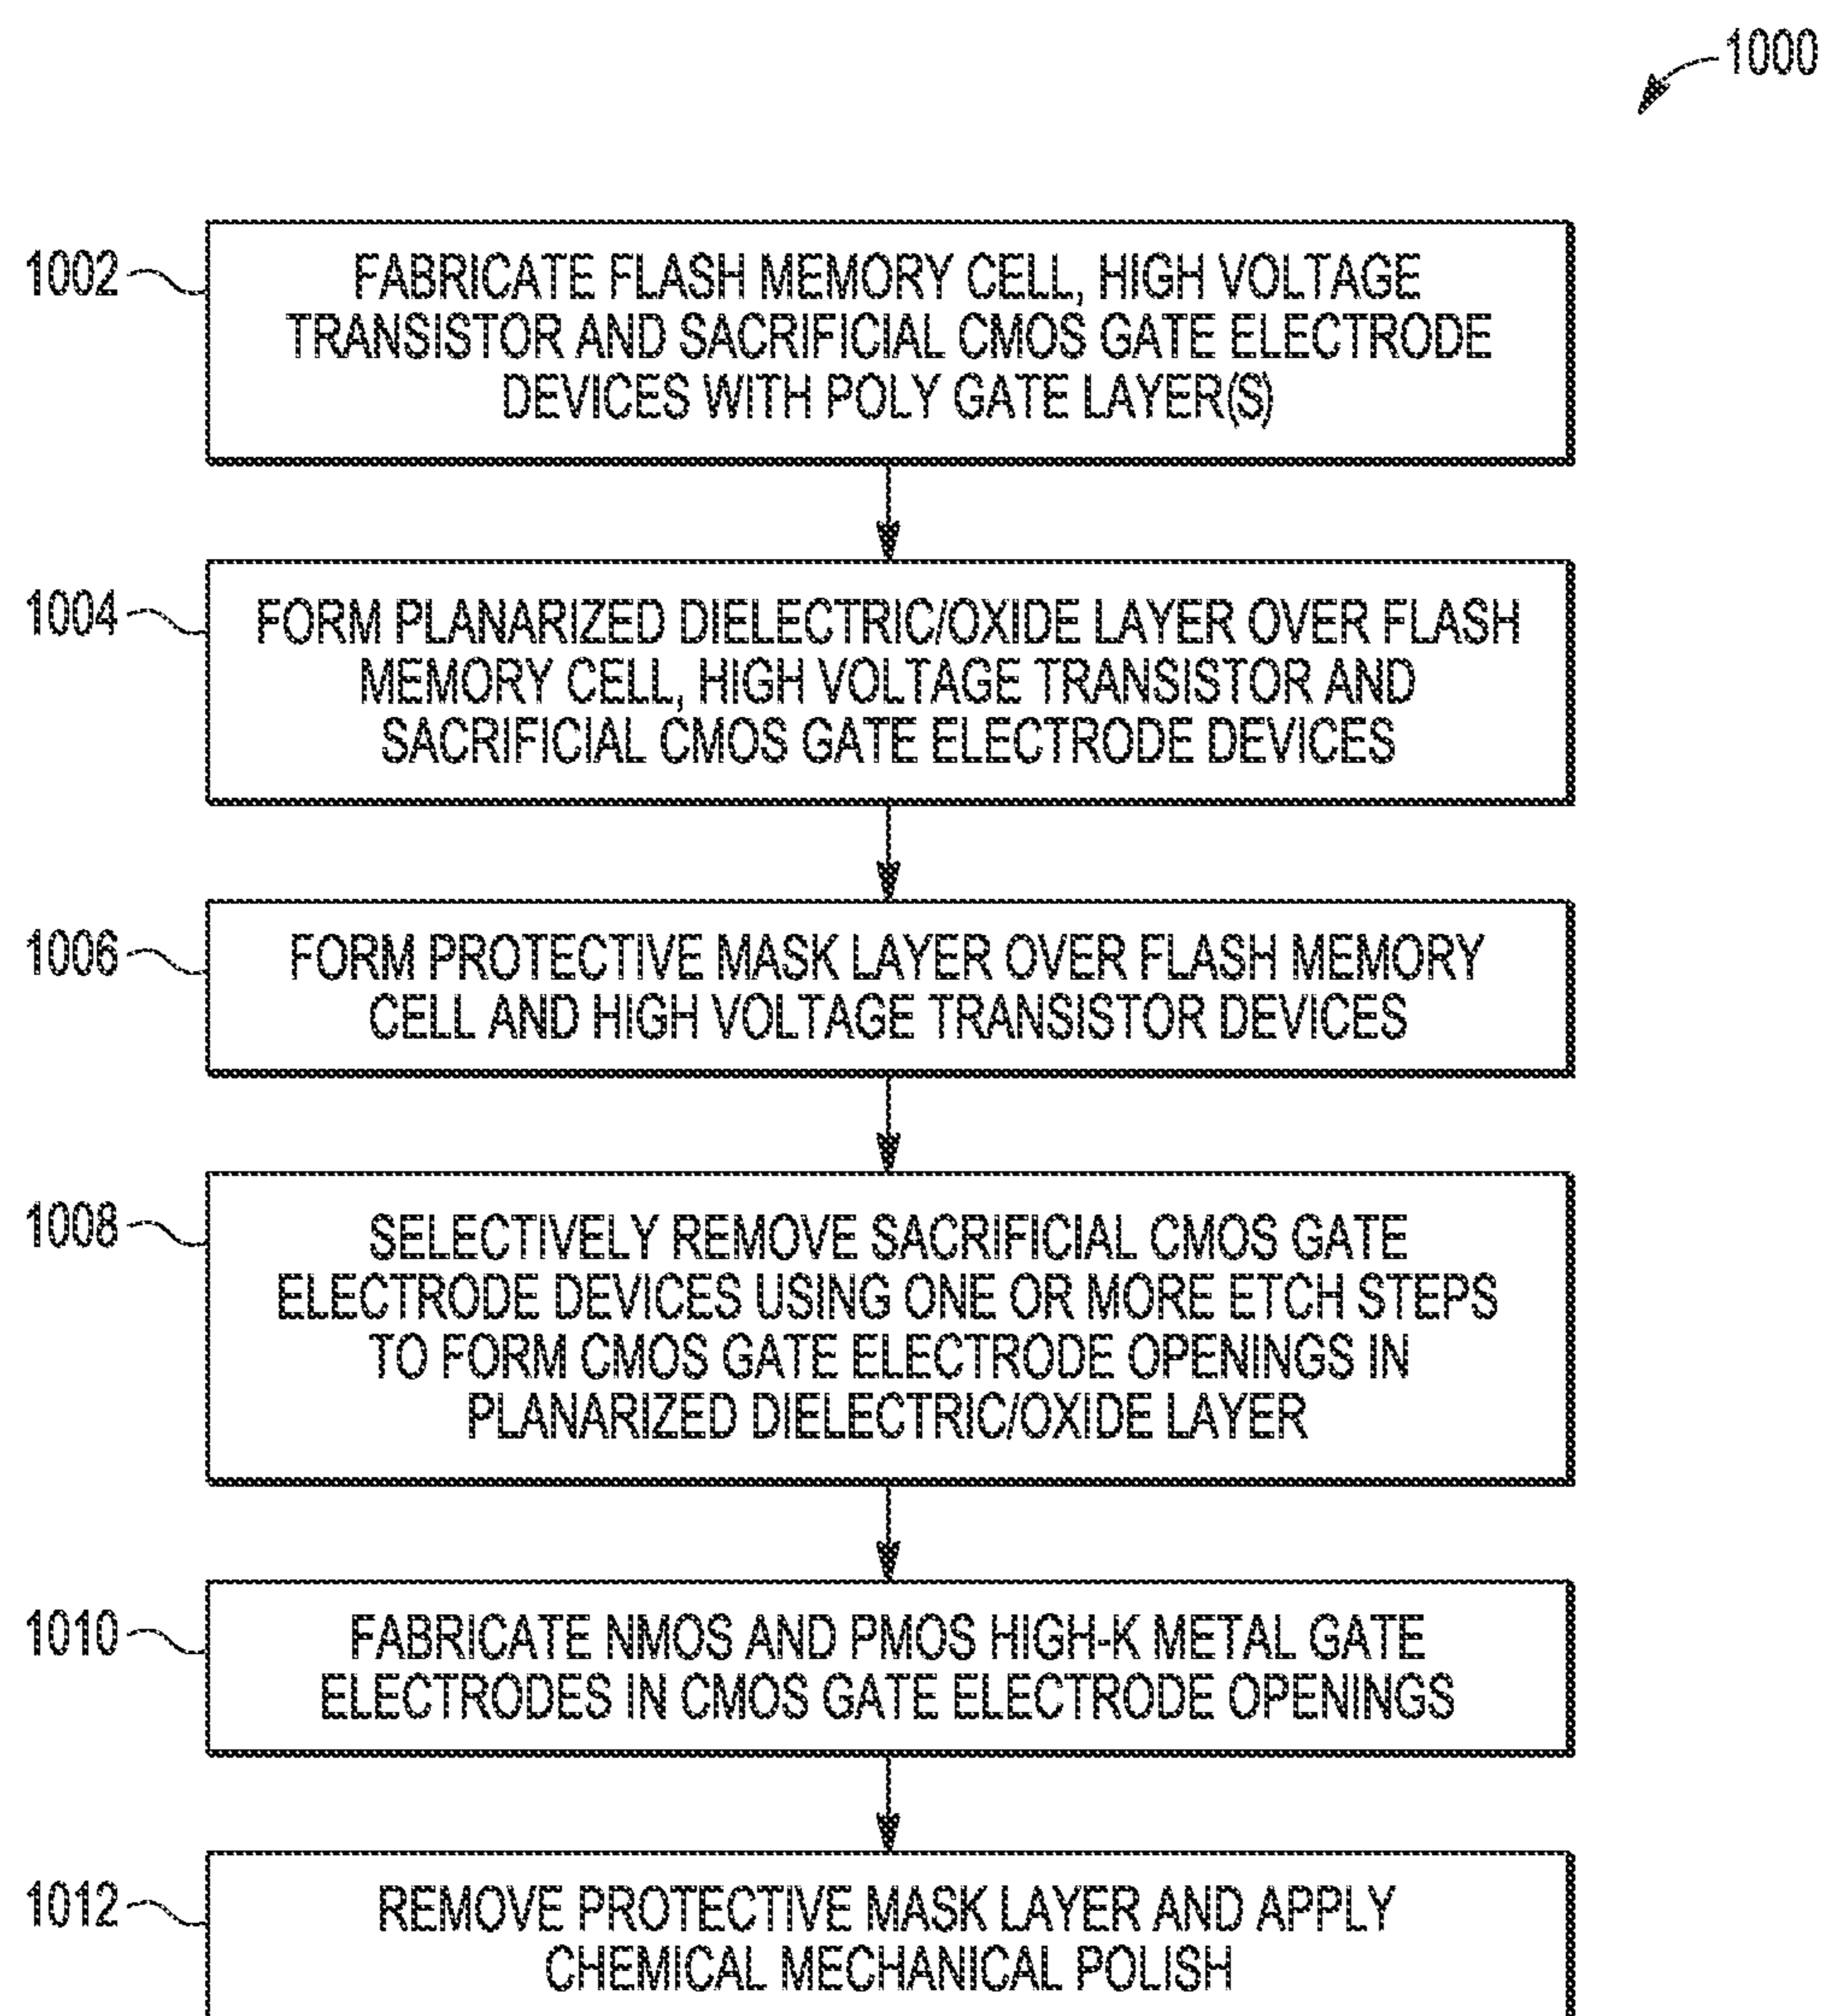 1000
1002
FABRICATE FLASH MEMORY CELL, HIGH VOLTAGE
TRANSISTOR AND SACRIFICIAL CMOS GATE ELECTRODE
DEVICES WITH POLY GATE LAYER(S)
1004
FORM PLANARIZED DIELECTRIC/OXIDE LAYER OVER FLASH
MEMORY CELL, HIGH VOLTAGE TRANSISTOR AND
SACRIFICIAL CMOS GATE ELECTRODE DEVICES
1006
FORM PROTECTIVE MASK LAYER OVER FLASH MEMORY
CELL AND HIGH VOLTAGE TRANSISTOR DEVICES
1008
SELECTIVELY REMOVE SACRIFICIAL CMOS GATE
ELECTRODE DEVICES USING ONE OR MORE ETCH STEPS
TO FORM CMOS GATE ELECTRODE OPENINGS IN
PLANARIZED DIELECTRIC/OXIDE LAYER
1010
FABRICATE NMOS AND PMOS HIGH-K METAL GATE
ELECTRODES IN CMOS GATE ELECTRODE OPENINGS
1012
REMOVE PROTECTIVE MASK LAYER AND APPLY
CHEMICAL MECHANICAL POLISH